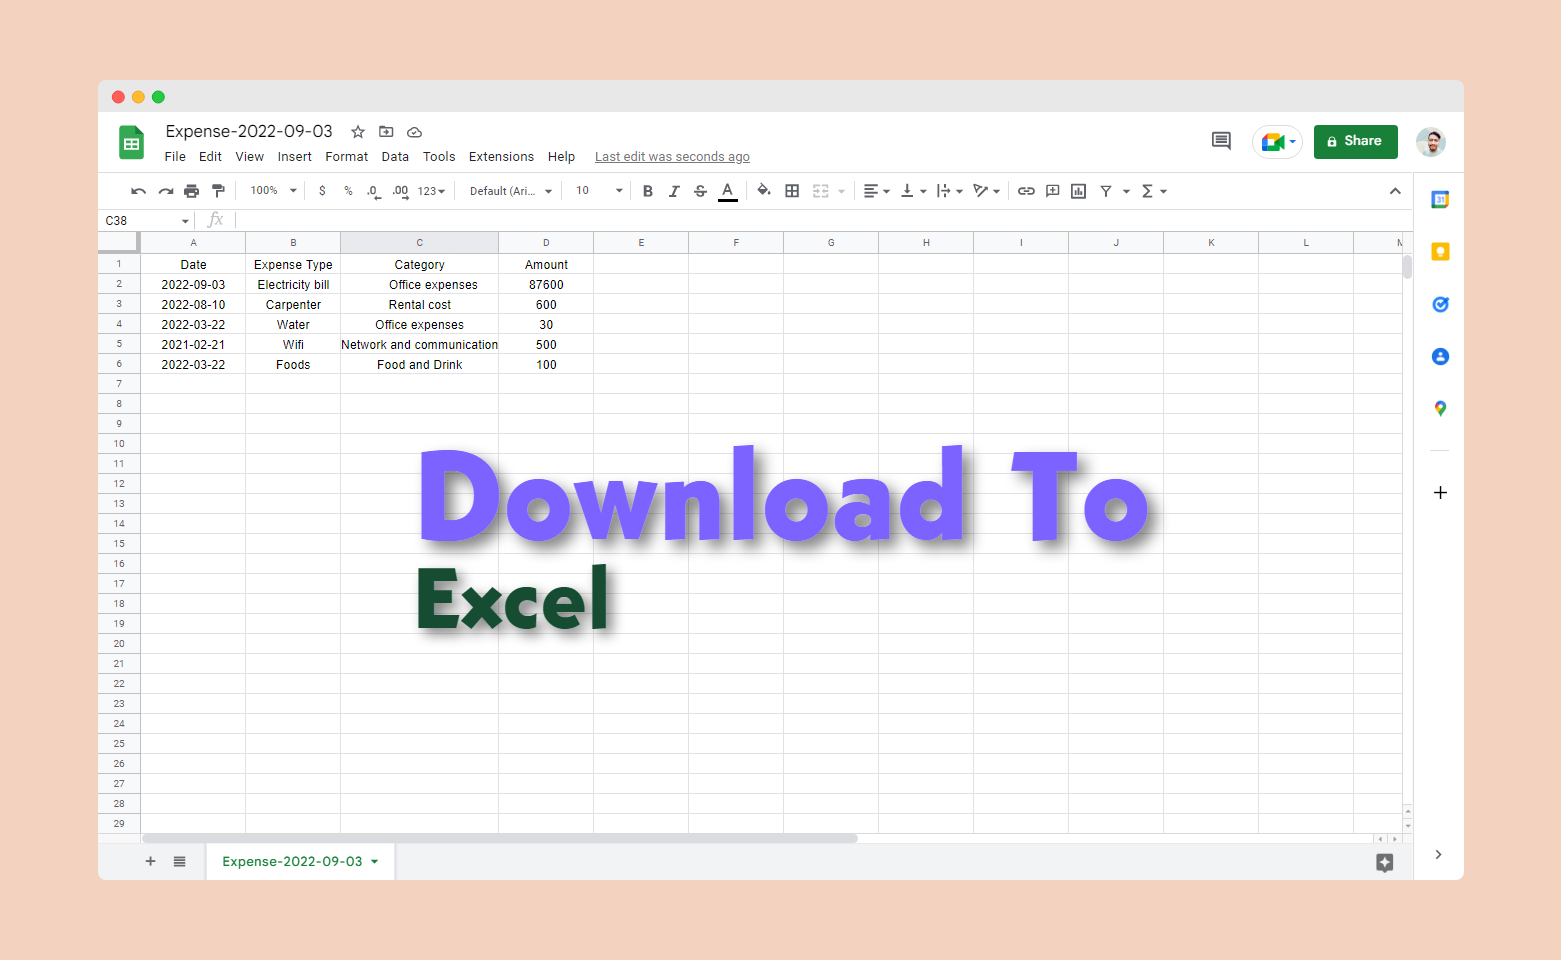 Expense-2022-09-03
File Edit View Insert Format Data Tools Extensions Help Last edit was seconds ago
Share
100% $ % .0 .00 123 Default (Ari... 10 B I S A
31
C38 fx
A B C D E F G H I J K L M
1 Date Expense Type Category Amount
2 2022-09-03 Electricity bill Office expenses 87600
3 2022-08-10 Carpenter Rental cost 600
4 2022-03-22 Water Office expenses 30
5 2021-02-21 Wifi Network and communication 500
6 2022-03-22 Foods Food and Drink 100
7
8
9
10
11
12
13
14
15
16
17
18
19
20
21
22
23
24
25
26
27
28
29
Download To
Excel
Expense-2022-09-03